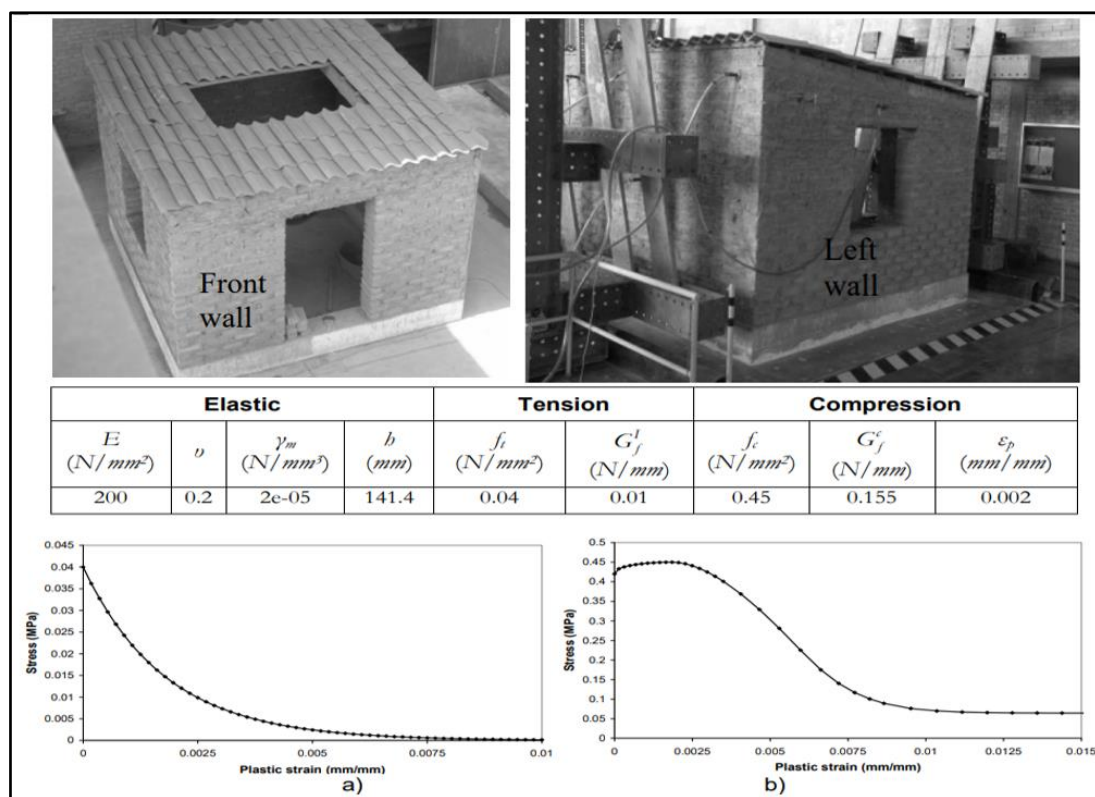 Front
wall
Left
wall
Elastic Tension Compression
E (N/mm²) υ γm (N/mm³) h (mm) ft (N/mm²) GfI (N/mm) fc (N/mm²) Gfc (N/mm) εp (mm/mm)
200 0.2 2e-05 141.4 0.04 0.01 0.45 0.155 0.002
0.045
0.04
0.035
0.03
0.025
0.02
0.015
0.01
0.005
0
Stress (MPa)
0 0.0025 0.005 0.0075 0.01
Plastic strain (mm/mm)
a)
0.5
0.45
0.4
0.35
0.3
0.25
0.2
0.15
0.1
0.05
0
Stress (MPa)
0 0.0025 0.005 0.0075 0.01 0.0125 0.015
Plastic strain (mm/mm)
b)